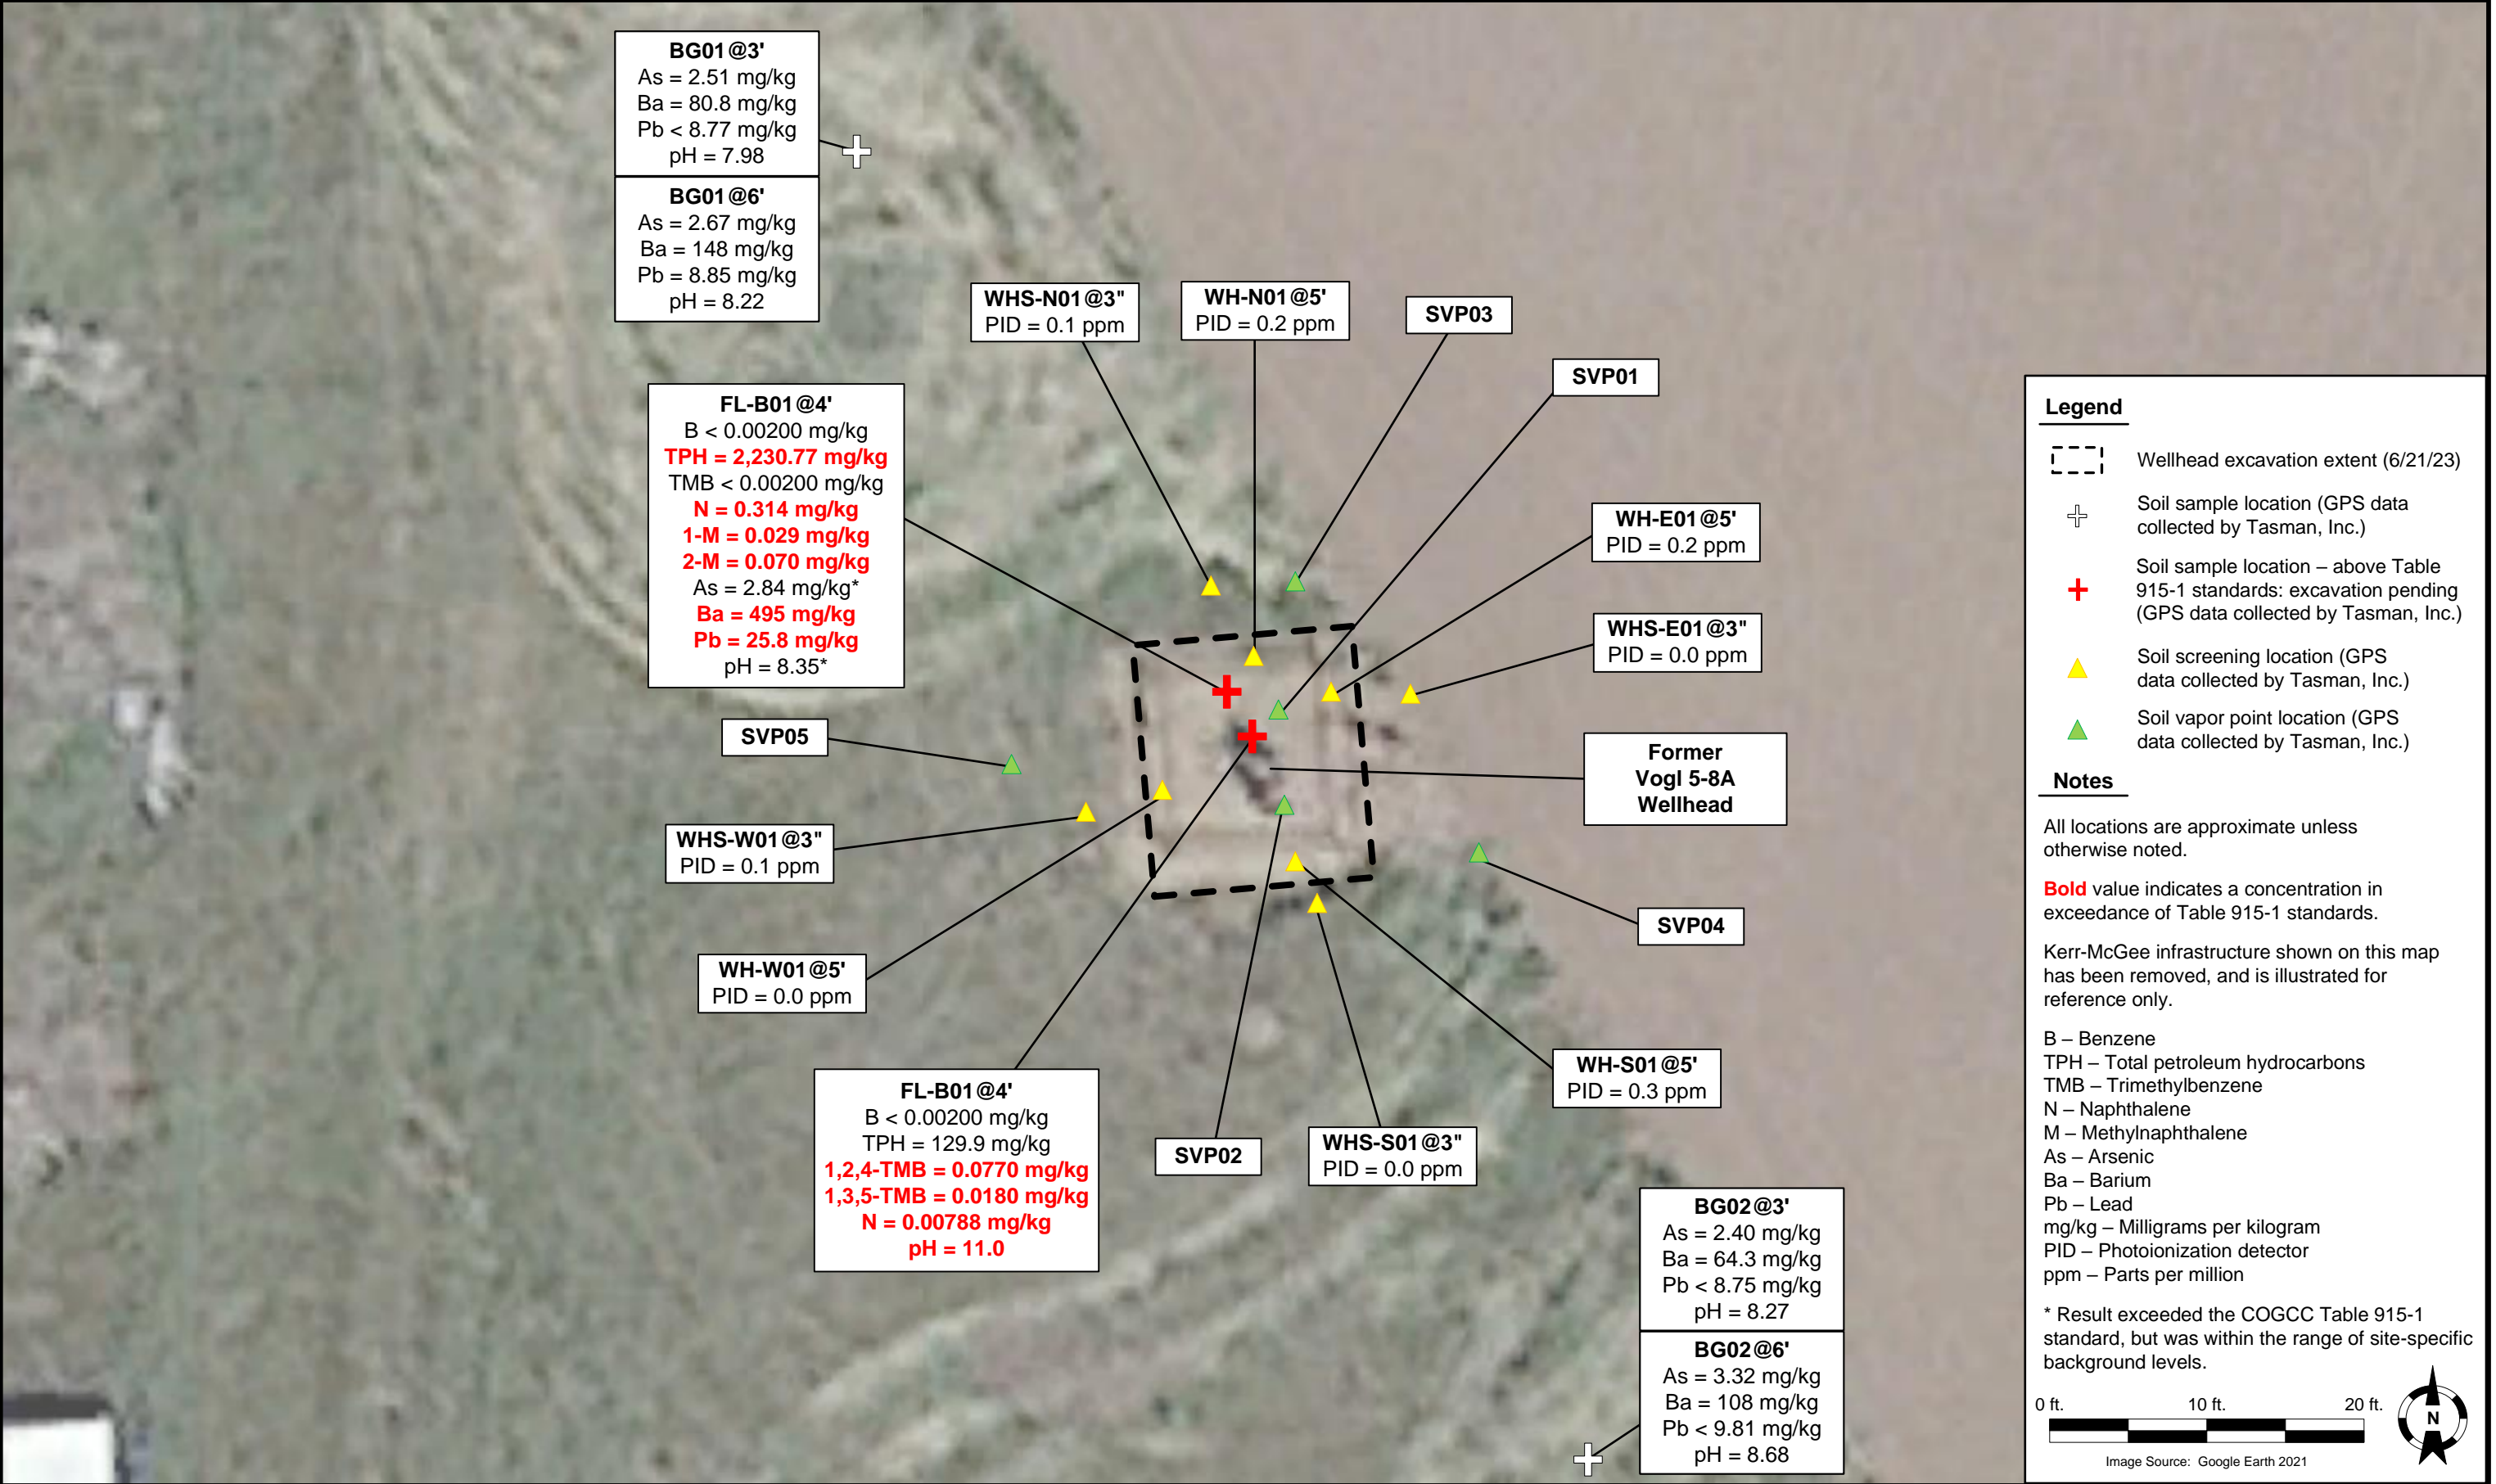 BG01@3'
As = 2.51 mg/kg
Ba = 80.8 mg/kg
Pb < 8.77 mg/kg
pH = 7.98
BG01@6'
As = 2.67 mg/kg
Ba = 148 mg/kg
Pb = 8.85 mg/kg
pH = 8.22
WHS-N01@3"
PID = 0.1 ppm
WH-N01@5'
PID = 0.2 ppm
SVP03
SVP01
FL-B01@4'
B < 0.00200 mg/kg
TPH = 2,230.77 mg/kg
TMB < 0.00200 mg/kg
N = 0.314 mg/kg
1-M = 0.029 mg/kg
2-M = 0.070 mg/kg
As = 2.84 mg/kg*
Ba = 495 mg/kg
Pb = 25.8 mg/kg
pH = 8.35*
WH-E01@5'
PID = 0.2 ppm
WHS-E01@3"
PID = 0.0 ppm
SVP05
Former
Vogl 5-8A
Wellhead
WHS-W01@3"
PID = 0.1 ppm
SVP04
WH-W01@5'
PID = 0.0 ppm
FL-B01@4'
B < 0.00200 mg/kg
TPH = 129.9 mg/kg
1,2,4-TMB = 0.0770 mg/kg
1,3,5-TMB = 0.0180 mg/kg
N = 0.00788 mg/kg
pH = 11.0
SVP02
WHS-S01@3"
PID = 0.0 ppm
WH-S01@5'
PID = 0.3 ppm
BG02@3'
As = 2.40 mg/kg
Ba = 64.3 mg/kg
Pb < 8.75 mg/kg
pH = 8.27
BG02@6'
As = 3.32 mg/kg
Ba = 108 mg/kg
Pb < 9.81 mg/kg
pH = 8.68
Legend
Wellhead excavation extent (6/21/23)
Soil sample location (GPS data
collected by Tasman, Inc.)
Soil sample location – above Table
915-1 standards: excavation pending
(GPS data collected by Tasman, Inc.)
Soil screening location (GPS
data collected by Tasman, Inc.)
Soil vapor point location (GPS
data collected by Tasman, Inc.)
Notes
All locations are approximate unless
otherwise noted.
Bold value indicates a concentration in
exceedance of Table 915-1 standards.
Kerr-McGee infrastructure shown on this map
has been removed, and is illustrated for
reference only.
B – Benzene
TPH – Total petroleum hydrocarbons
TMB – Trimethylbenzene
N – Naphthalene
M – Methylnaphthalene
As – Arsenic
Ba – Barium
Pb – Lead
mg/kg – Milligrams per kilogram
PID – Photoionization detector
ppm – Parts per million
* Result exceeded the COGCC Table 915-1
standard, but was within the range of site-specific
background levels.
0 ft. 10 ft. 20 ft.
N
Image Source: Google Earth 2021